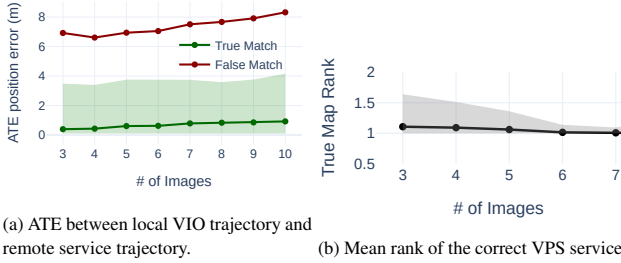 ATE position error (m)
8
6
4
2
0
True Match
False Match
3 4 5 6 7 8 9 10
# of Images
(a) ATE between local VIO trajectory and
remote service trajectory.
True Map Rank
2
1.5
1
0.5
3 4 5 6 7
# of Images
(b) Mean rank of the correct VPS service